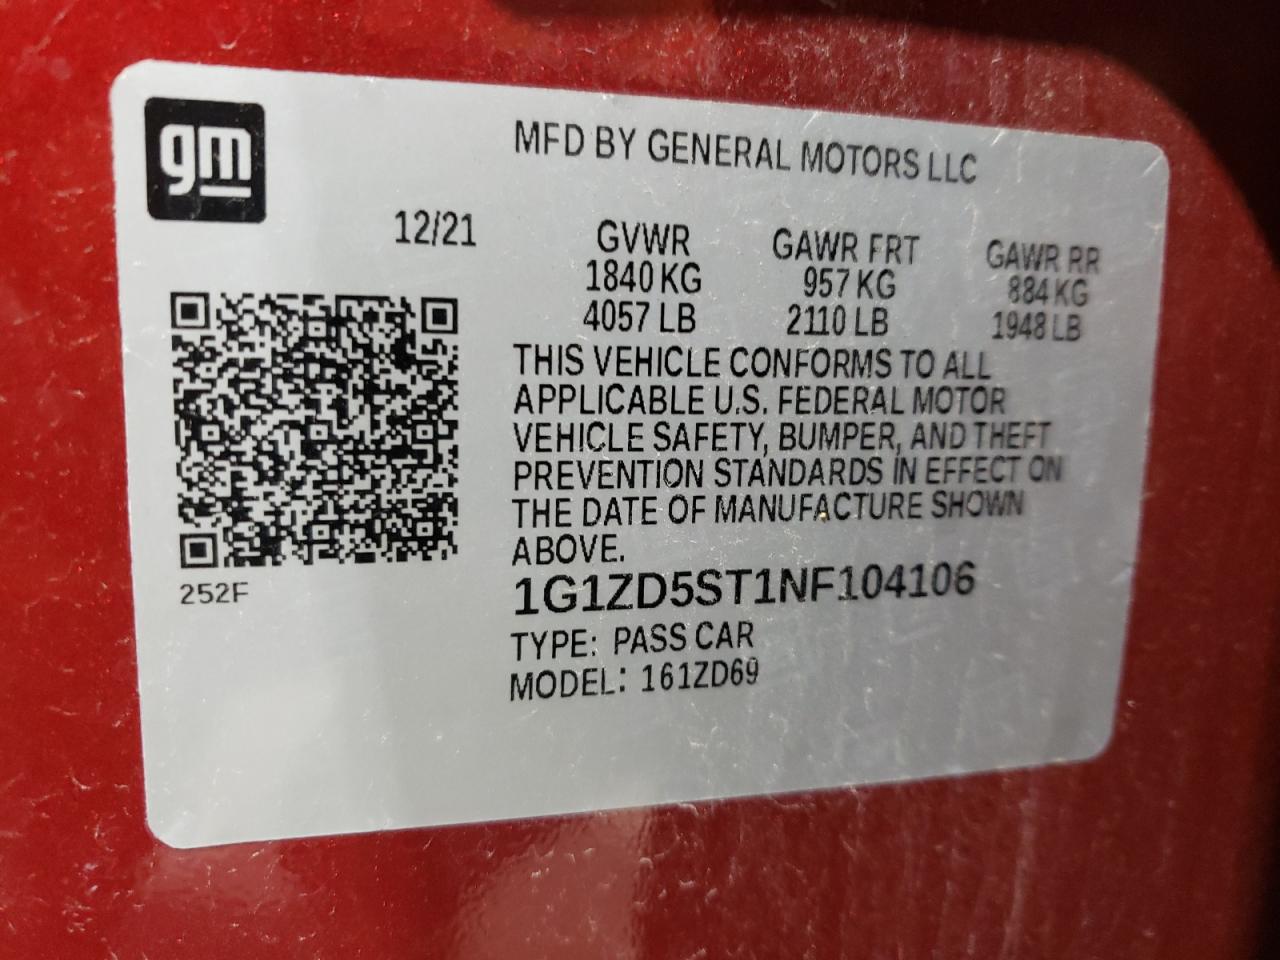 gm
MFD BY GENERAL MOTORS LLC
12/21
GVWR GAWR FRT GAWR RR
1840 KG 957 KG 884 KG
4057 LB 2110 LB 1948 LB
THIS VEHICLE CONFORMS TO ALL
APPLICABLE U.S. FEDERAL MOTOR
VEHICLE SAFETY, BUMPER, AND THEFT
PREVENTION STANDARDS IN EFFECT ON
THE DATE OF MANUFACTURE SHOWN
ABOVE.
252F
1G1ZD5ST1NF104106
TYPE: PASS CAR
MODEL: 161ZD69